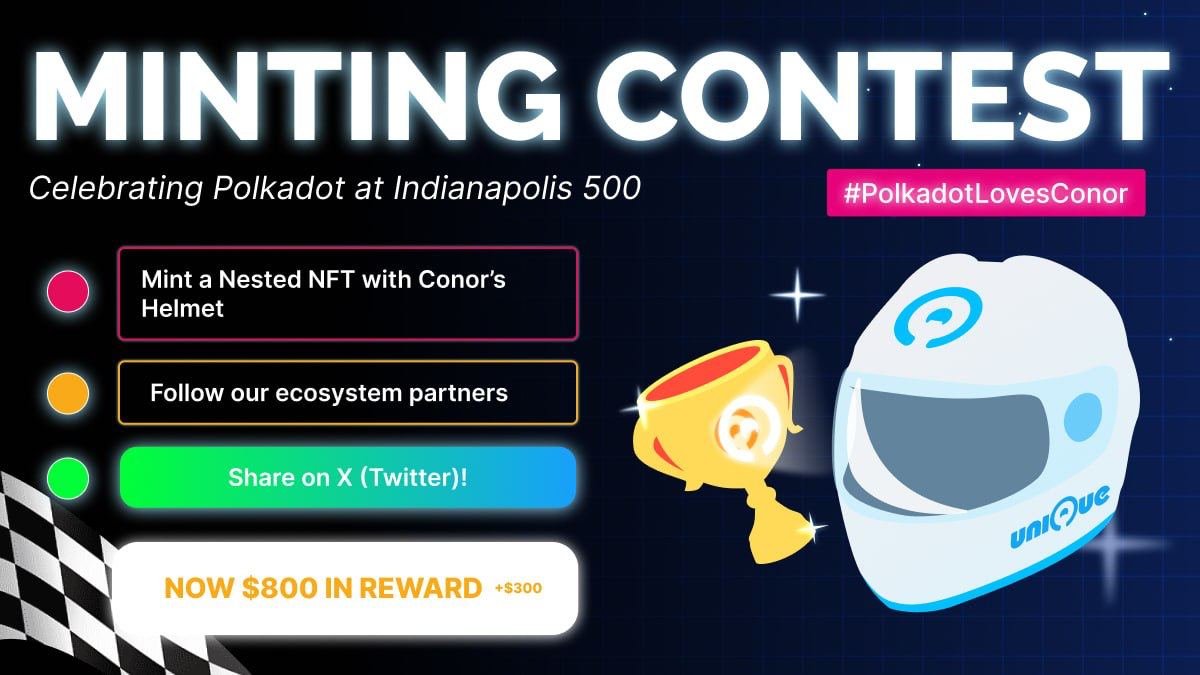 MINTING CONTEST
Celebrating Polkadot at Indianapolis 500
#PolkadotLovesConor
Mint a Nested NFT with Conor’s
Helmet
Follow our ecosystem partners
Share on X (Twitter)!
NOW $800 IN REWARD +$300
UNIQUE